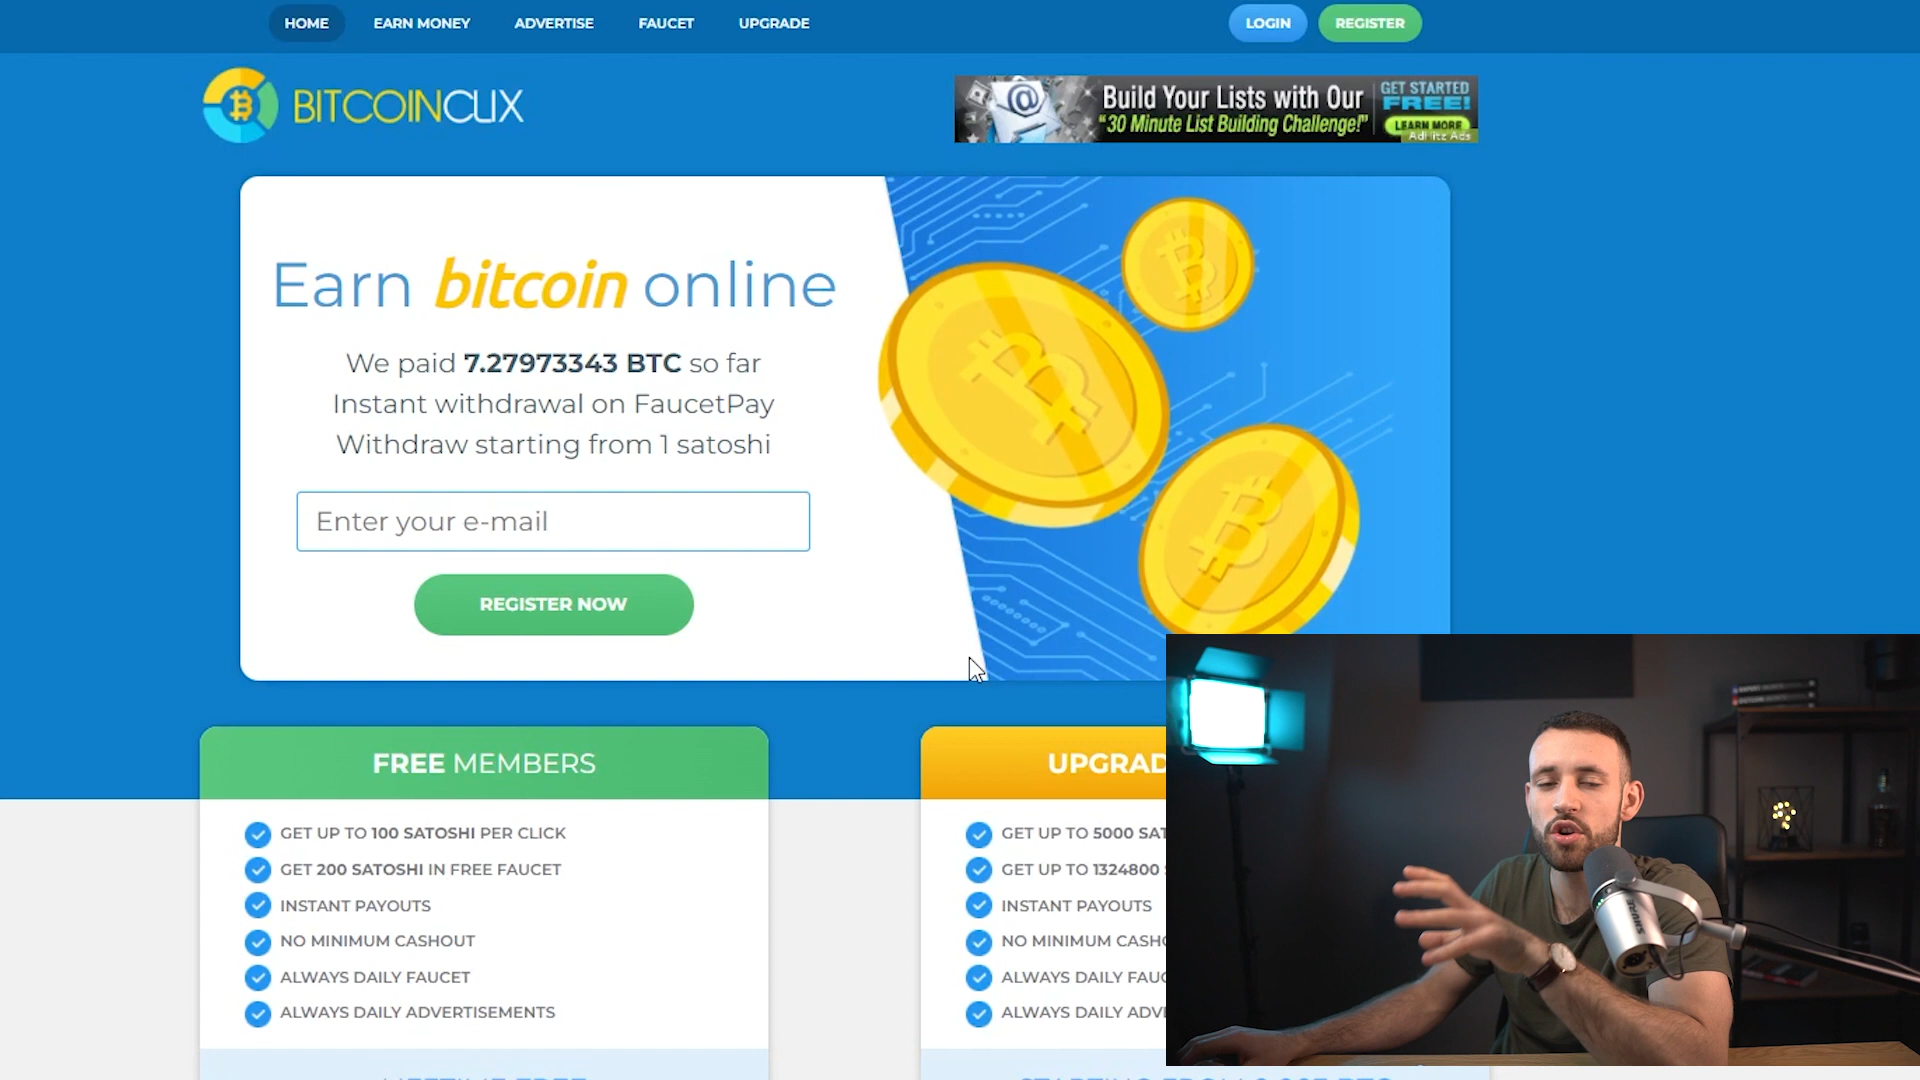 HOME EARN MONEY ADVERTISE FAUCET UPGRADE LOGIN REGISTER
BITCOINCLIX
Build Your Lists with Our
"30 Minute List Building Challenge!"
GET STARTED
FREE!
LEARN MORE
AdHitz Ads
Earn bitcoin online
We paid 7.27973343 BTC so far
Instant withdrawal on FaucetPay
Withdraw starting from 1 satoshi
Enter your e-mail
REGISTER NOW
FREE MEMBERS
GET UP TO 100 SATOSHI PER CLICK
GET 200 SATOSHI IN FREE FAUCET
INSTANT PAYOUTS
NO MINIMUM CASHOUT
ALWAYS DAILY FAUCET
ALWAYS DAILY ADVERTISEMENTS
UPGRAD
GET UP TO 5000 SAT
GET UP TO 1324800
INSTANT PAYOUTS
NO MINIMUM CASHO
ALWAYS DAILY FAUC
ALWAYS DAILY ADV
SHURE